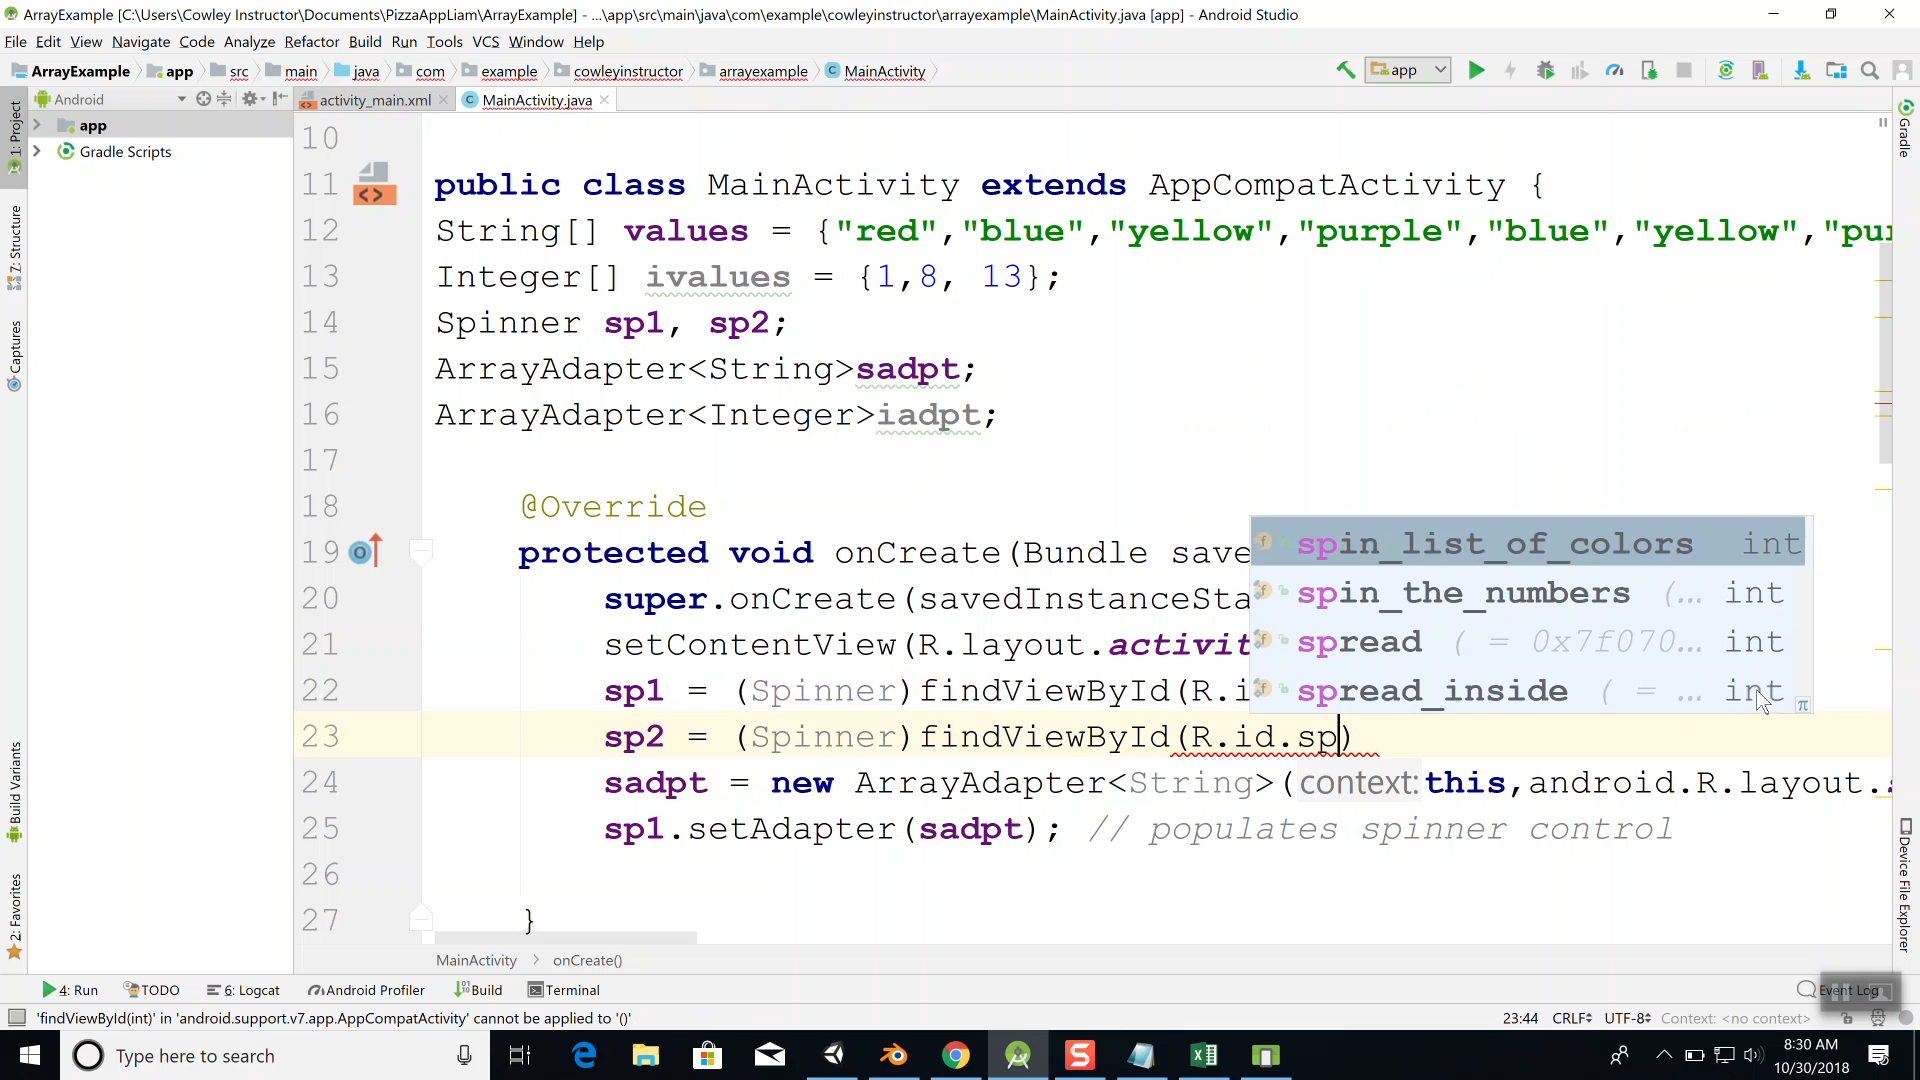 ArrayExample [C:\Users\Cowley Instructor\Documents\PizzaAppLiam\ArrayExample] - ...\app\src\main\java\com\example\cowleyinstructor\arrayexample\MainActivity.java [app] - Android Studio
File Edit View Navigate Code Analyze Refactor Build Run Tools VCS Window Help
ArrayExample app src main java com example cowleyinstructor arrayexample MainActivity app
Android activity_main.xml MainActivity.java
1: Project
Z: Structure
Captures
Build Variants
2: Favorites
app
Gradle Scripts
Gradle
Device File Explorer
10
11 public class MainActivity extends AppCompatActivity {
12 String[] values = {"red","blue","yellow","purple","blue","yellow","pur
13 Integer[] ivalues = {1,8, 13};
14 Spinner sp1, sp2;
15 ArrayAdapter<String>sadpt;
16 ArrayAdapter<Integer>iadpt;
17
18 @Override
19 protected void onCreate(Bundle save
20 super.onCreate(savedInstanceSta
21 setContentView(R.layout.activit
22 sp1 = (Spinner)findViewById(R.i
23 sp2 = (Spinner)findViewById(R.id.sp)
24 sadpt = new ArrayAdapter<String>(context:this,android.R.layout.s
25 sp1.setAdapter(sadpt); // populates spinner control
26
27 }
spin_list_of_colors int
spin_the_numbers (... int
spread ( = 0x7f070... int
spread_inside ( = ... int
π
MainActivity > onCreate()
4: Run TODO 6: Logcat Android Profiler Build Terminal Event Log
'findViewById(int)' in 'android.support.v7.app.AppCompatActivity' cannot be applied to '()' 23:44 CRLF UTF-8 Context: <no context>
Type here to search
8:30 AM
10/30/2018